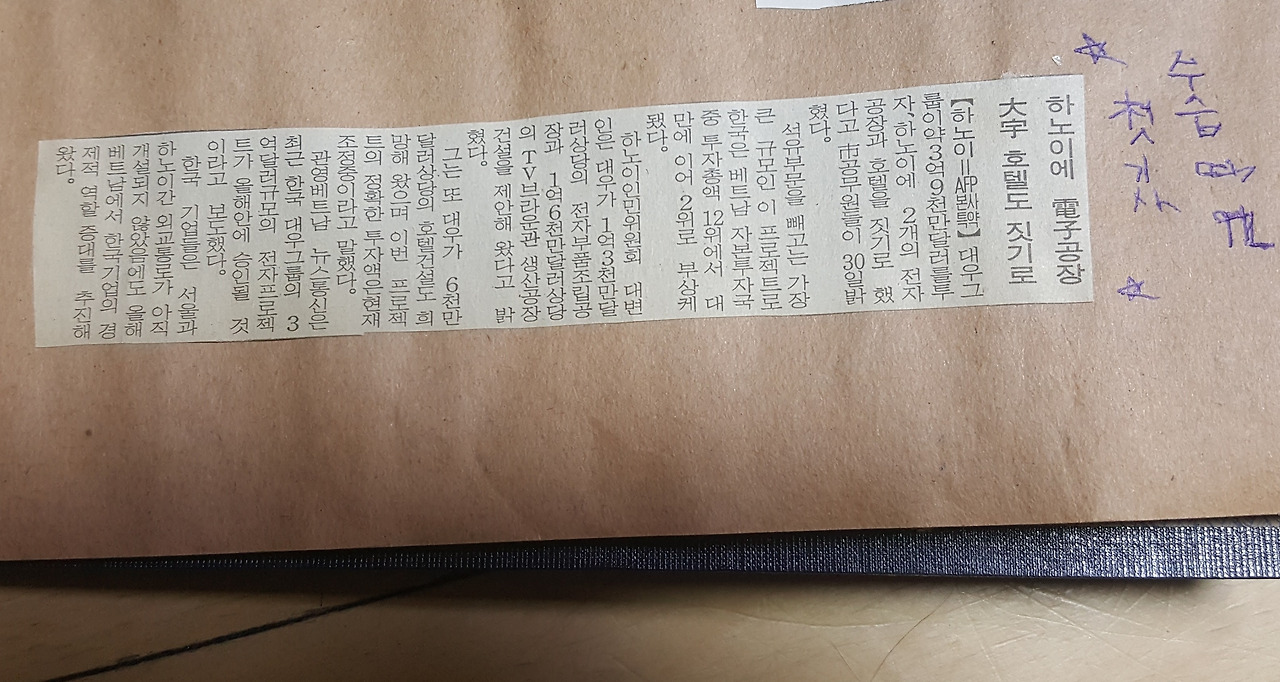 수습때
첫 기사
하노이에 電子공장
大宇 호텔도 짓기로
【하노이=AFP본사특약】대우그
룹이약3억9천만달러를투
자,하노이에 2개의 전자
공장과 호텔을 짓기로 했
다고 市공무원들이 30일밝
혔다.
석유부문을 빼고는 가장
큰 규모인 이 프로젝트로
한국은 베트남 자본투자국
중 투자총액 12위에서 대
만에 이어 2위로 부상케
됐다.
하노이인민위원회 대변
인은 대우가 1억3천만달
러상당의 전자부품조립공
장과 1억6천만달러상당
의 TV브라운관 생산공장
건설을 제안해 왔다고 밝
혔다.
그는 또 대우가 6천만
달러상당의 호텔건설도 희
망해 왔으며 이번 프로젝
트의 정확한 투자액은현재
조정중이라고 말했다.
관영베트남 뉴스통신은
최근 한국 대우그룹의 3
억달러규모의 전자프로젝
트가 올해안에 승인될 것
이라고 보도했다.
한국 기업들은 서울과
하노이간 외교통로가 아직
개설되지 않았음에도 올해
베트남에서 한국기업의 경
제적 역할 증대를 추진해
왔다.